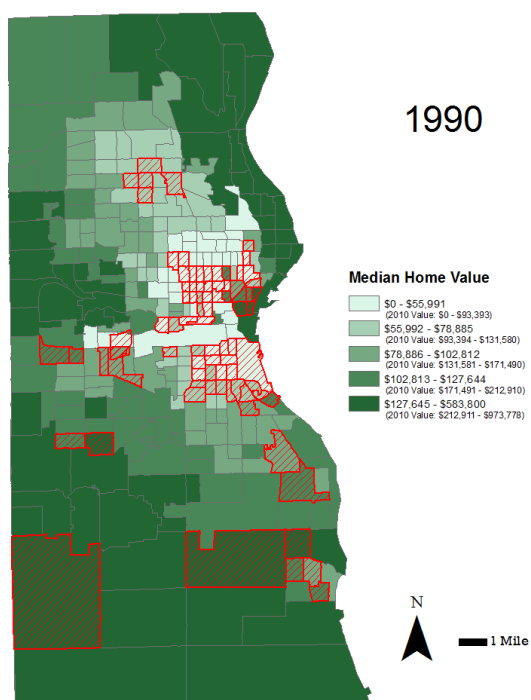 1990
Median Home Value
$0 - $55,991
(2010 Value: $0 - $93,393)
$55,992 - $78,885
(2010 Value: $93,394 - $131,580)
$78,886 - $102,812
(2010 Value: $131,581 - $171,490)
$102,813 - $127,644
(2010 Value: $171,491 - $212,910)
$127,645 - $583,800
(2010 Value: $212,911 - $973,778)
N
1 Mile